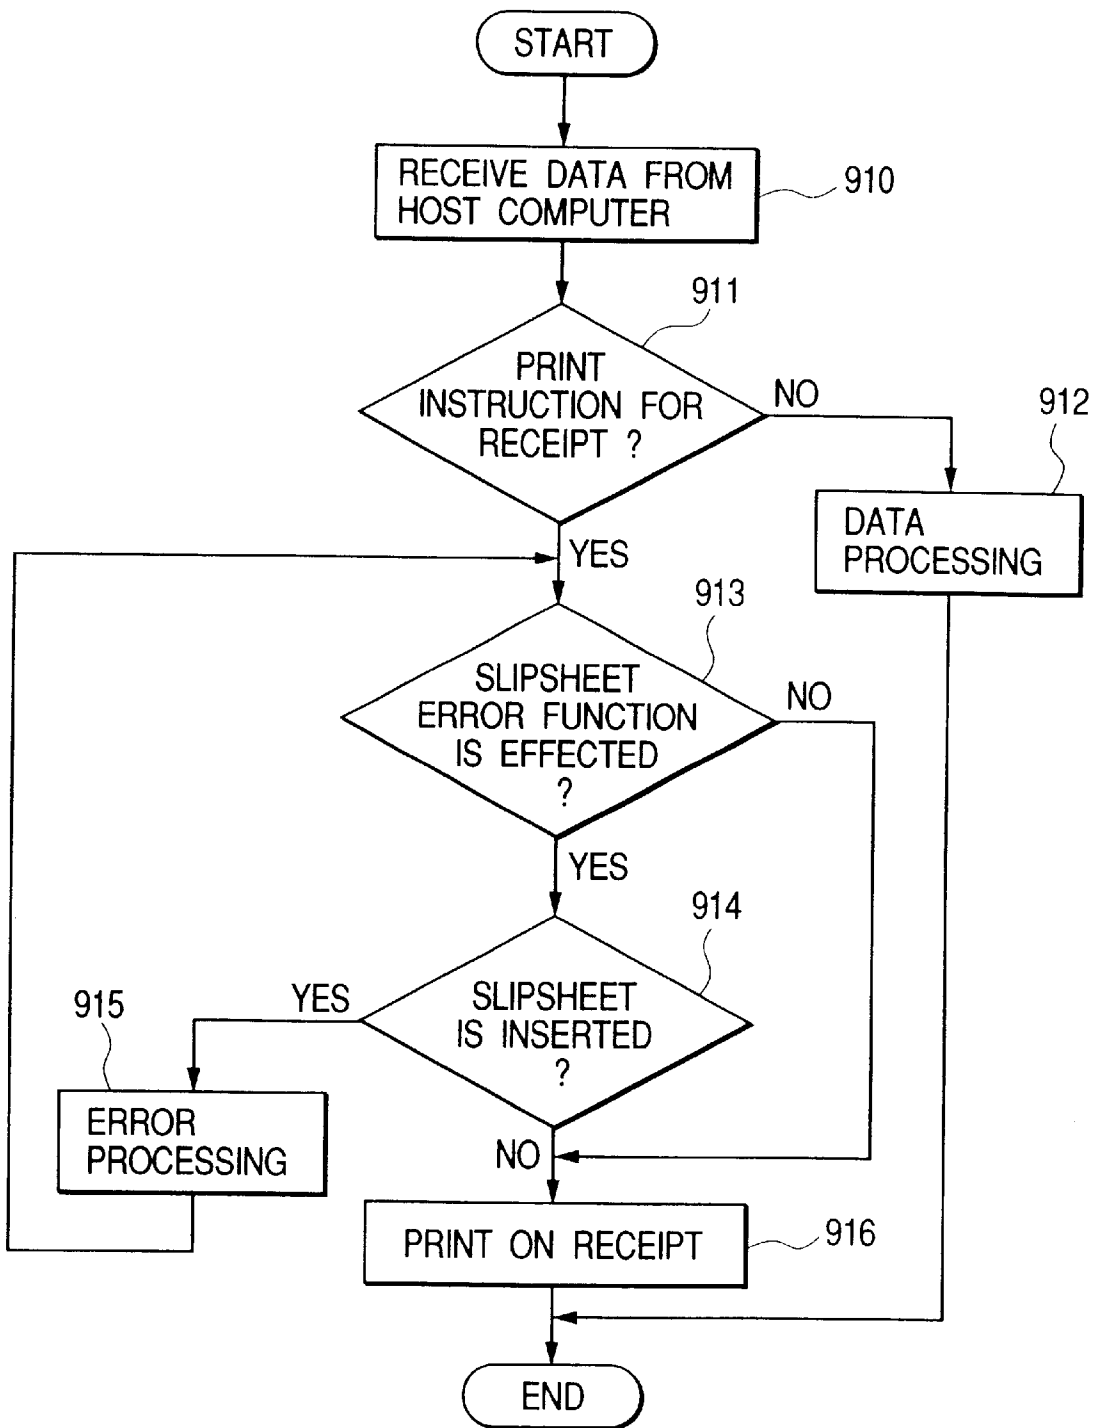 START
RECEIVE DATA FROM
HOST COMPUTER
910
911
PRINT
INSTRUCTION FOR
RECEIPT ?
NO
912
DATA
PROCESSING
YES
913
SLIPSHEET
ERROR FUNCTION
IS EFFECTED
?
NO
YES
914
SLIPSHEET
IS INSERTED
?
YES
915
ERROR
PROCESSING
NO
PRINT ON RECEIPT
916
END